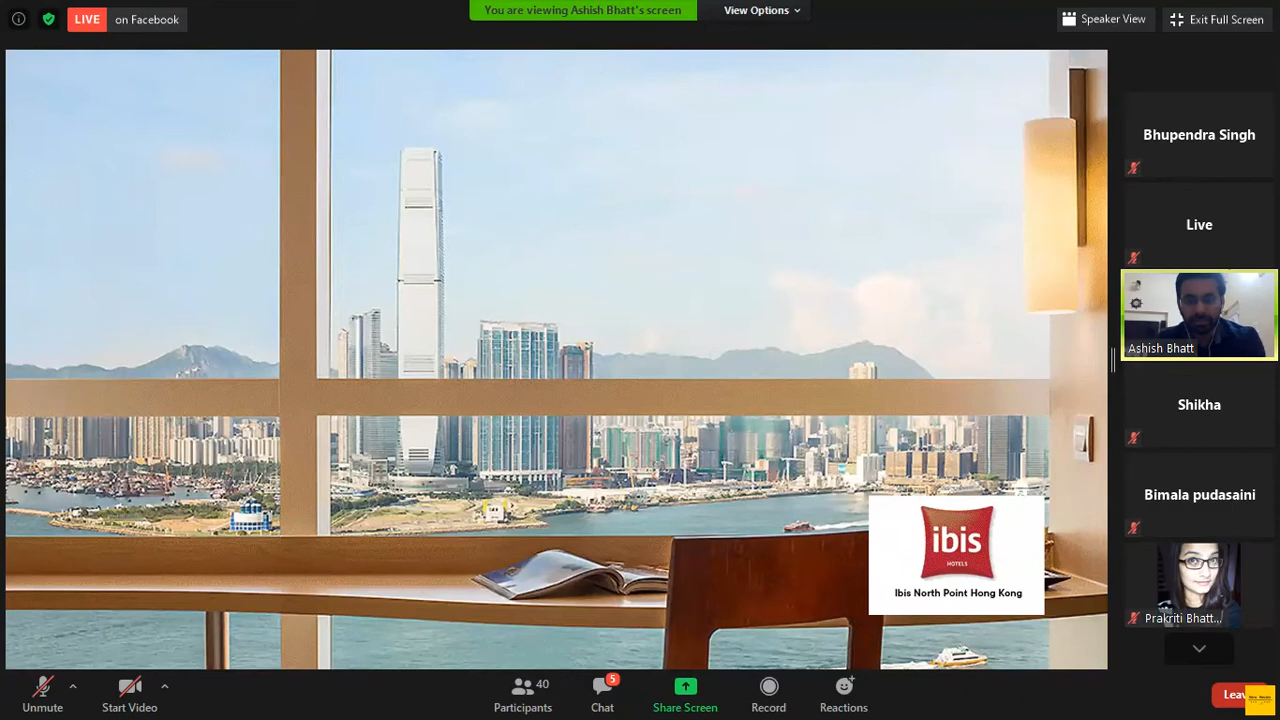 LIVE on Facebook
You are viewing Ashish Bhatt's screen
View Options
Speaker View
Exit Full Screen
Bhupendra Singh
Live
Ashish Bhatt
Shikha
Bimala pudasaini
Prakriti Bhatt...
ibis
HOTELS
Ibis North Point Hong Kong
Unmute
Start Video
40
Participants
5
Chat
Share Screen
Record
Reactions